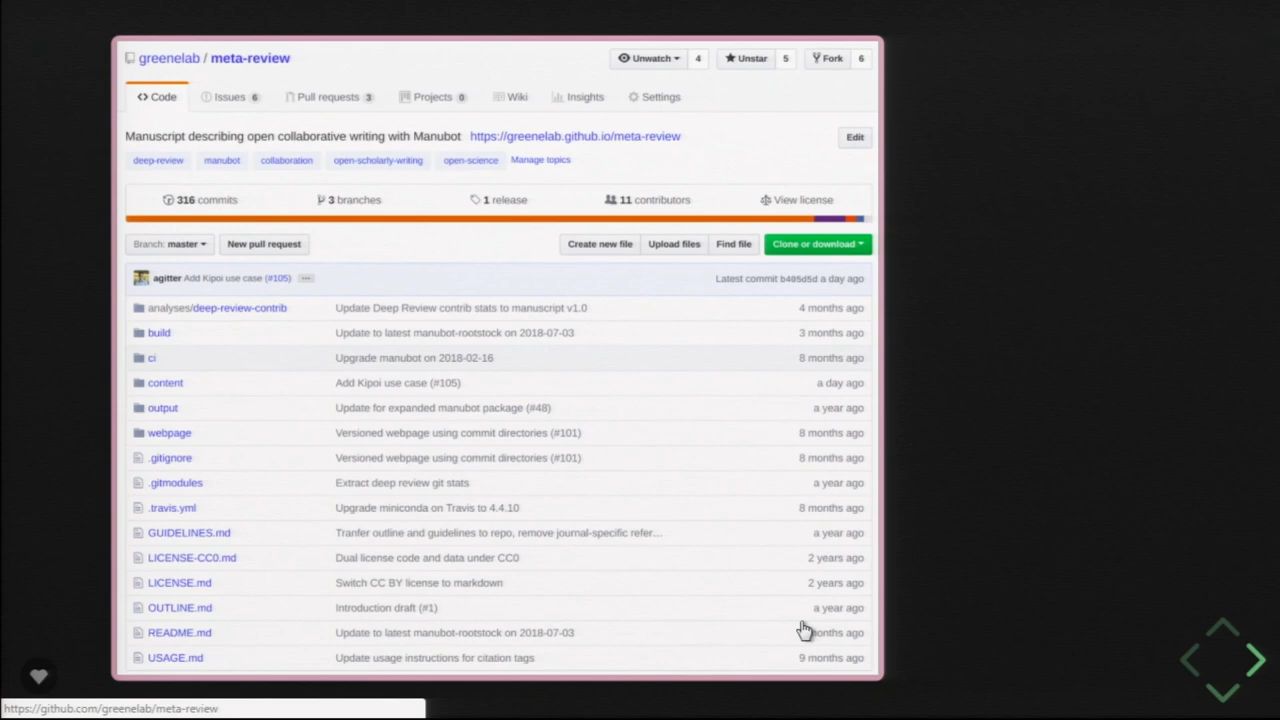 greenelab / meta-review
Unwatch 4 Unstar 5 Fork 6
Code Issues 6 Pull requests 3 Projects 0 Wiki Insights Settings
Manuscript describing open collaborative writing with Manubot https://greenelab.github.io/meta-review Edit
deep-review manubot collaboration open-scholarly-writing open-science Manage topics
316 commits 3 branches 1 release 11 contributors View license
Branch: master New pull request Create new file Upload files Find file Clone or download
agitter Add Kipoi use case (#105) ... Latest commit b495d5d a day ago
analyses/deep-review-contrib Update Deep Review contrib stats to manuscript v1.0 4 months ago
build Update to latest manubot-rootstock on 2018-07-03 3 months ago
ci Upgrade manubot on 2018-02-16 8 months ago
content Add Kipoi use case (#105) a day ago
output Update for expanded manubot package (#48) a year ago
webpage Versioned webpage using commit directories (#101) 8 months ago
.gitignore Versioned webpage using commit directories (#101) 8 months ago
.gitmodules Extract deep review git stats a year ago
.travis.yml Upgrade miniconda on Travis to 4.4.10 8 months ago
GUIDELINES.md Tranfer outline and guidelines to repo, remove journal-specific refer… a year ago
LICENSE-CC0.md Dual license code and data under CC0 2 years ago
LICENSE.md Switch CC BY license to markdown 2 years ago
OUTLINE.md Introduction draft (#1) a year ago
README.md Update to latest manubot-rootstock on 2018-07-03 months ago
USAGE.md Update usage instructions for citation tags 9 months ago
https://github.com/greenelab/meta-review